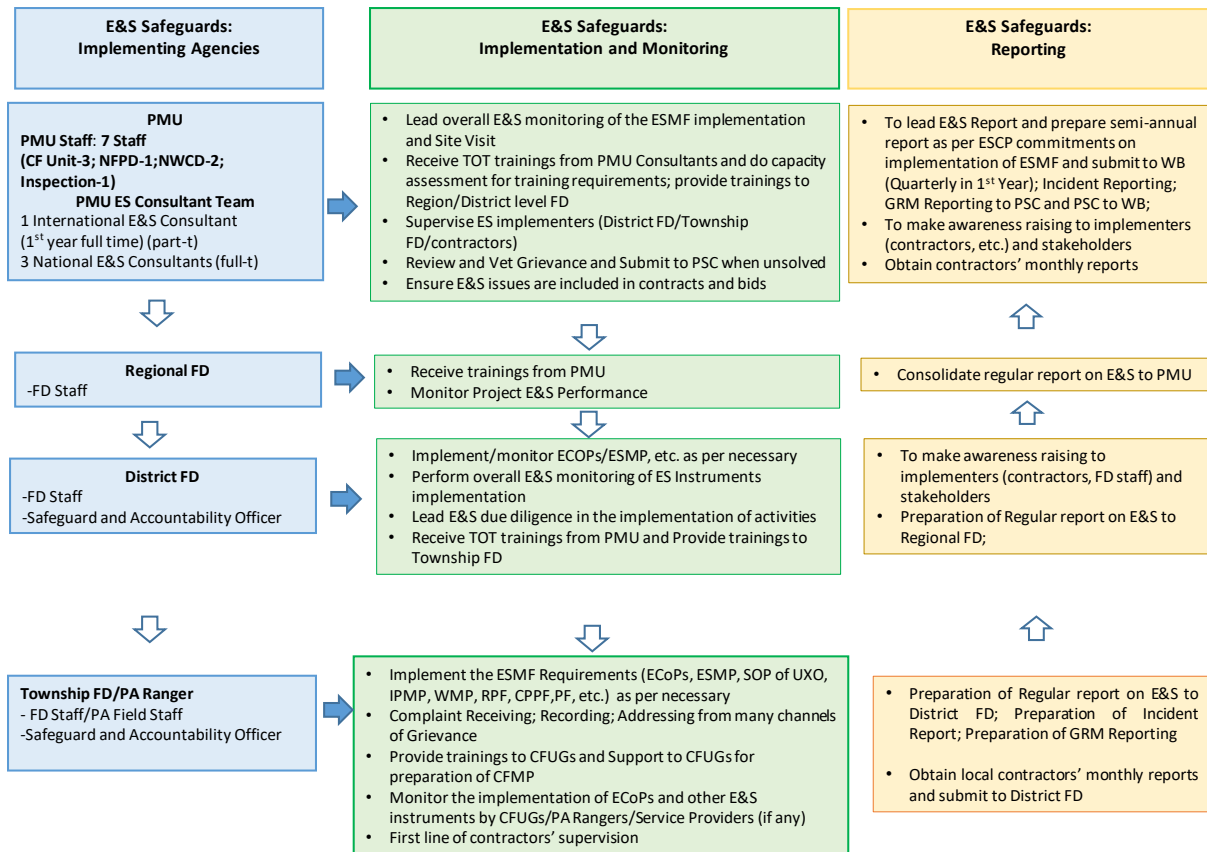 E&S Safeguards:
Implementing Agencies
E&S Safeguards:
Implementation and Monitoring
E&S Safeguards:
Reporting
PMU
PMU Staff: 7 Staff
(CF Unit-3; NFPD-1;NWCD-2;
Inspection-1)
PMU ES Consultant Team
1 International E&S Consultant
(1st year full time) (part-t)
3 National E&S Consultants (full-t)
• Lead overall E&S monitoring of the ESMF implementation
and Site Visit
• Receive TOT trainings from PMU Consultants and do capacity
assessment for training requirements; provide trainings to
Region/District level FD
• Supervise ES implementers (District FD/Township
FD/contractors)
• Review and Vet Grievance and Submit to PSC when unsolved
• Ensure E&S issues are included in contracts and bids
• To lead E&S Report and prepare semi-annual
report as per ESCP commitments on
implementation of ESMF and submit to WB
(Quarterly in 1st Year); Incident Reporting;
GRM Reporting to PSC and PSC to WB;
• To make awareness raising to implementers
(contractors, etc.) and stakeholders
• Obtain contractors' monthly reports
Regional FD
-FD Staff
• Receive trainings from PMU
• Monitor Project E&S Performance
• Consolidate regular report on E&S to PMU
District FD
-FD Staff
-Safeguard and Accountability Officer
• Implement/monitor ECOPs/ESMP, etc. as per necessary
• Perform overall E&S monitoring of ES Instruments
implementation
• Lead E&S due diligence in the implementation of activities
• Receive TOT trainings from PMU and Provide trainings to
Township FD
• To make awareness raising to
implementers (contractors, FD staff) and
stakeholders
• Preparation of Regular report on E&S to
Regional FD;
Township FD/PA Ranger
- FD Staff/PA Field Staff
-Safeguard and Accountability Officer
• Implement the ESMF Requirements (ECoPs, ESMP, SOP of UXO,
IPMP, WMP, RPF, CPPF,PF, etc.) as per necessary
• Complaint Receiving; Recording; Addressing from many channels
of Grievance
• Provide trainings to CFUGs and Support to CFUGs for
preparation of CFMP
• Monitor the implementation of ECoPs and other E&S
instruments by CFUGs/PA Rangers/Service Providers (if any)
• First line of contractors' supervision
• Preparation of Regular report on E&S to
District FD; Preparation of Incident
Report; Preparation of GRM Reporting
• Obtain local contractors' monthly reports
and submit to District FD